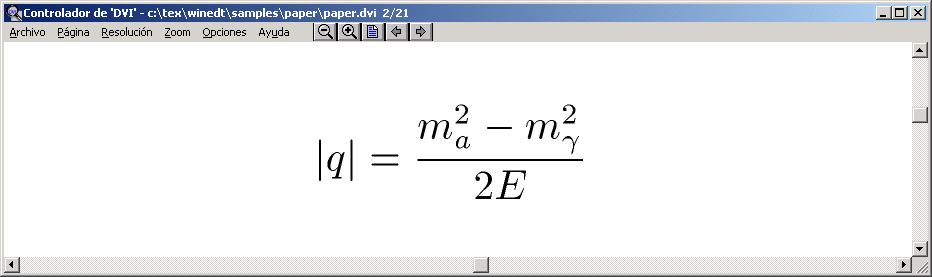 Controlador de 'DVI' - c:\tex\winedt\samples\paper\paper.dvi 2/21
Archivo Página Resolución Zoom Opciones Ayuda
|q| = \frac{m_a^2 - m_γ^2}{2E}